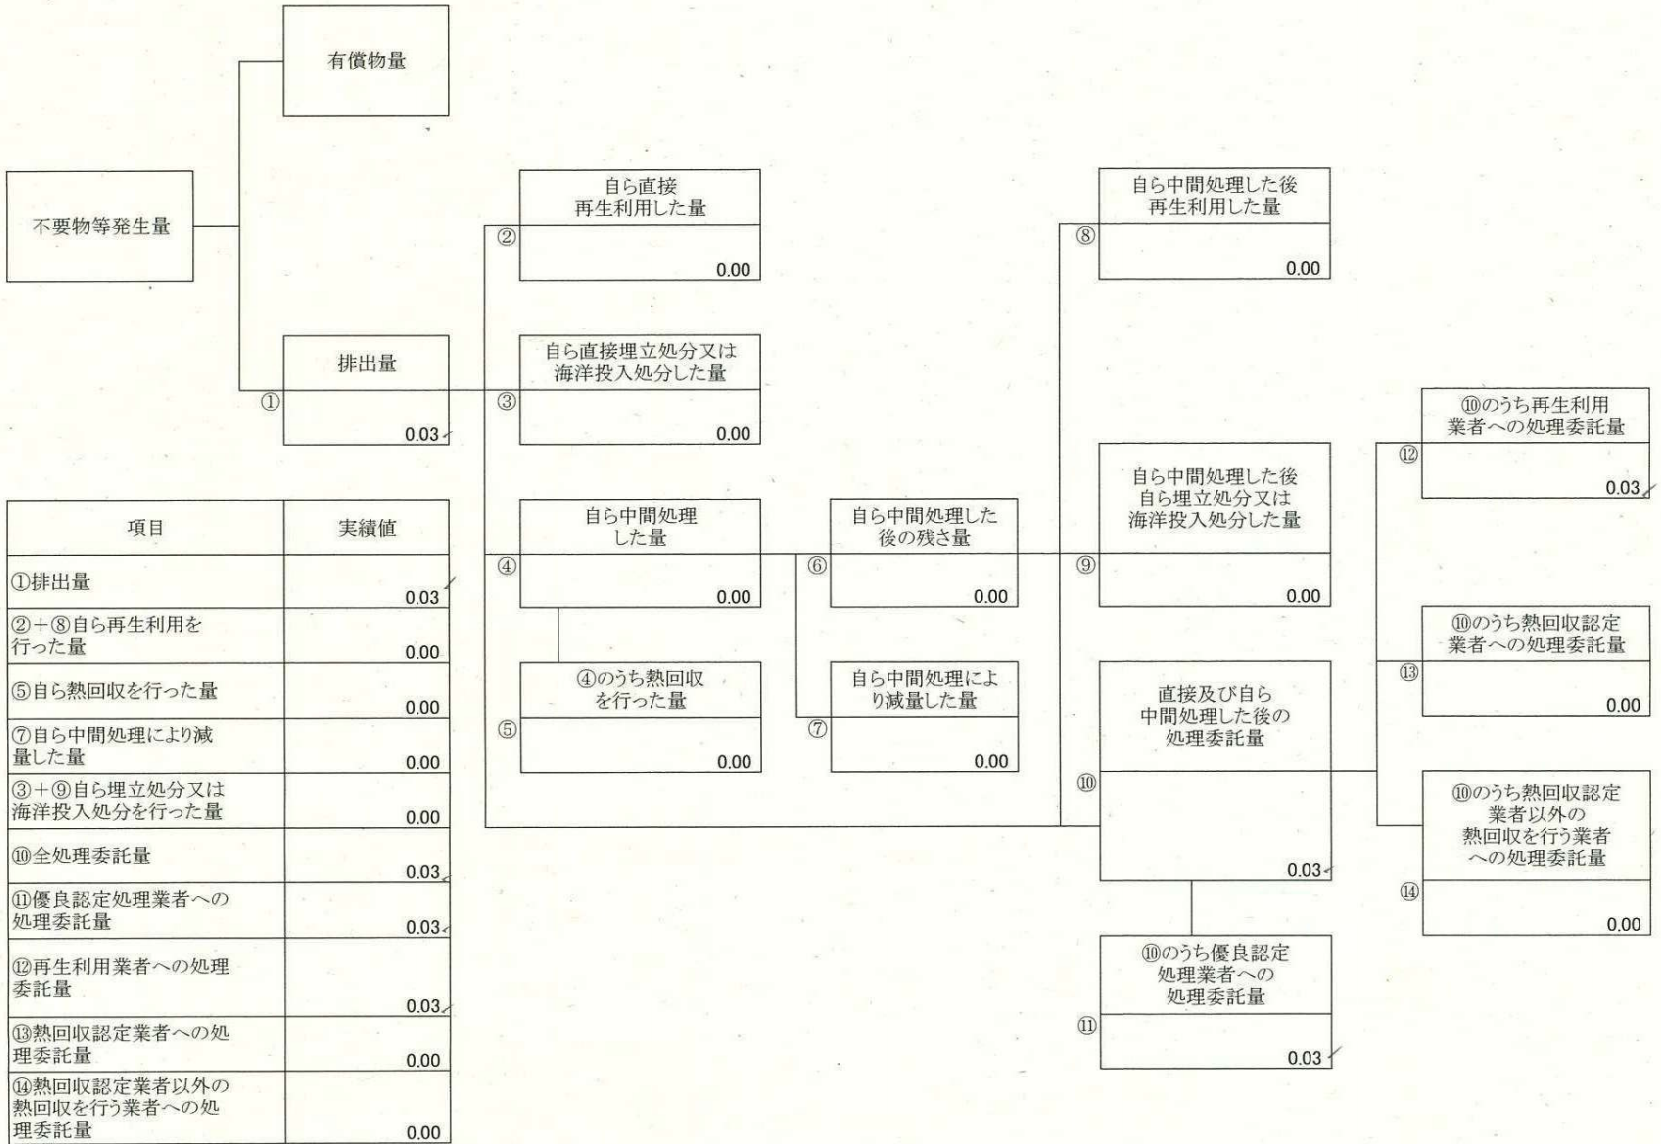 有償物量
不要物等発生量
排出量
①
0.03
自ら直接
再生利用した量
②
0.00
自ら直接埋立処分又は
海洋投入処分した量
③
0.00
自ら中間処理
した量
④
0.00
④のうち熱回収
を行った量
⑤
0.00
自ら中間処理した
後の残さ量
⑥
0.00
自ら中間処理によ
り減量した量
⑦
0.00
自ら中間処理した後
再生利用した量
⑧
0.00
自ら中間処理した後
自ら埋立処分又は
海洋投入処分した量
⑨
0.00
直接及び自ら
中間処理した後の
処理委託量
⑩
0.03
⑩のうち優良認定
処理業者への
処理委託量
⑪
0.03
⑩のうち再生利用
業者への処理委託量
⑫
0.03
⑩のうち熱回収認定
業者への処理委託量
⑬
0.00
⑩のうち熱回収認定
業者以外の
熱回収を行う業者
への処理委託量
⑭
0.00
項目 実績値
①排出量
0.03
②+⑧自ら再生利用を
行った量
0.00
⑤自ら熱回収を行った量
0.00
⑦自ら中間処理により減
量した量
0.00
③+⑨自ら埋立処分又は
海洋投入処分を行った量
0.00
⑩全処理委託量
0.03
⑪優良認定処理業者への
処理委託量
0.03
⑫再生利用業者への処理
委託量
0.03
⑬熱回収認定業者への処
理委託量
0.00
⑭熱回収認定業者以外の
熱回収を行う業者への処
理委託量
0.00